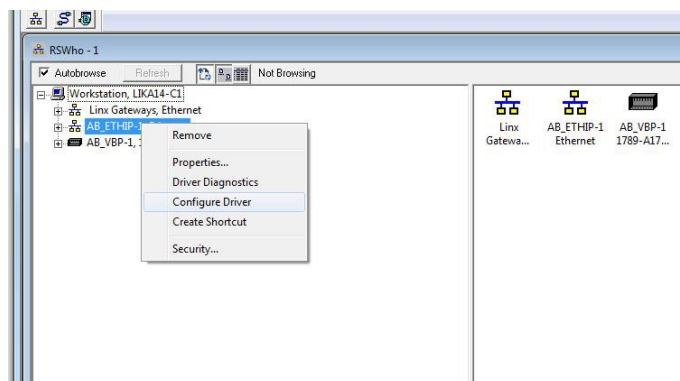 RSWho - 1
Autobrowse Refresh Not Browsing
Workstation, LIKA14-C1
Linx Gateways, Ethernet
AB_ETHIP-1,
AB_VBP-1, 1
Remove
Properties...
Driver Diagnostics
Configure Driver
Create Shortcut
Security...
Linx
Gatewa...
AB_ETHIP-1
Ethernet
AB_VBP-1
1789-A17...